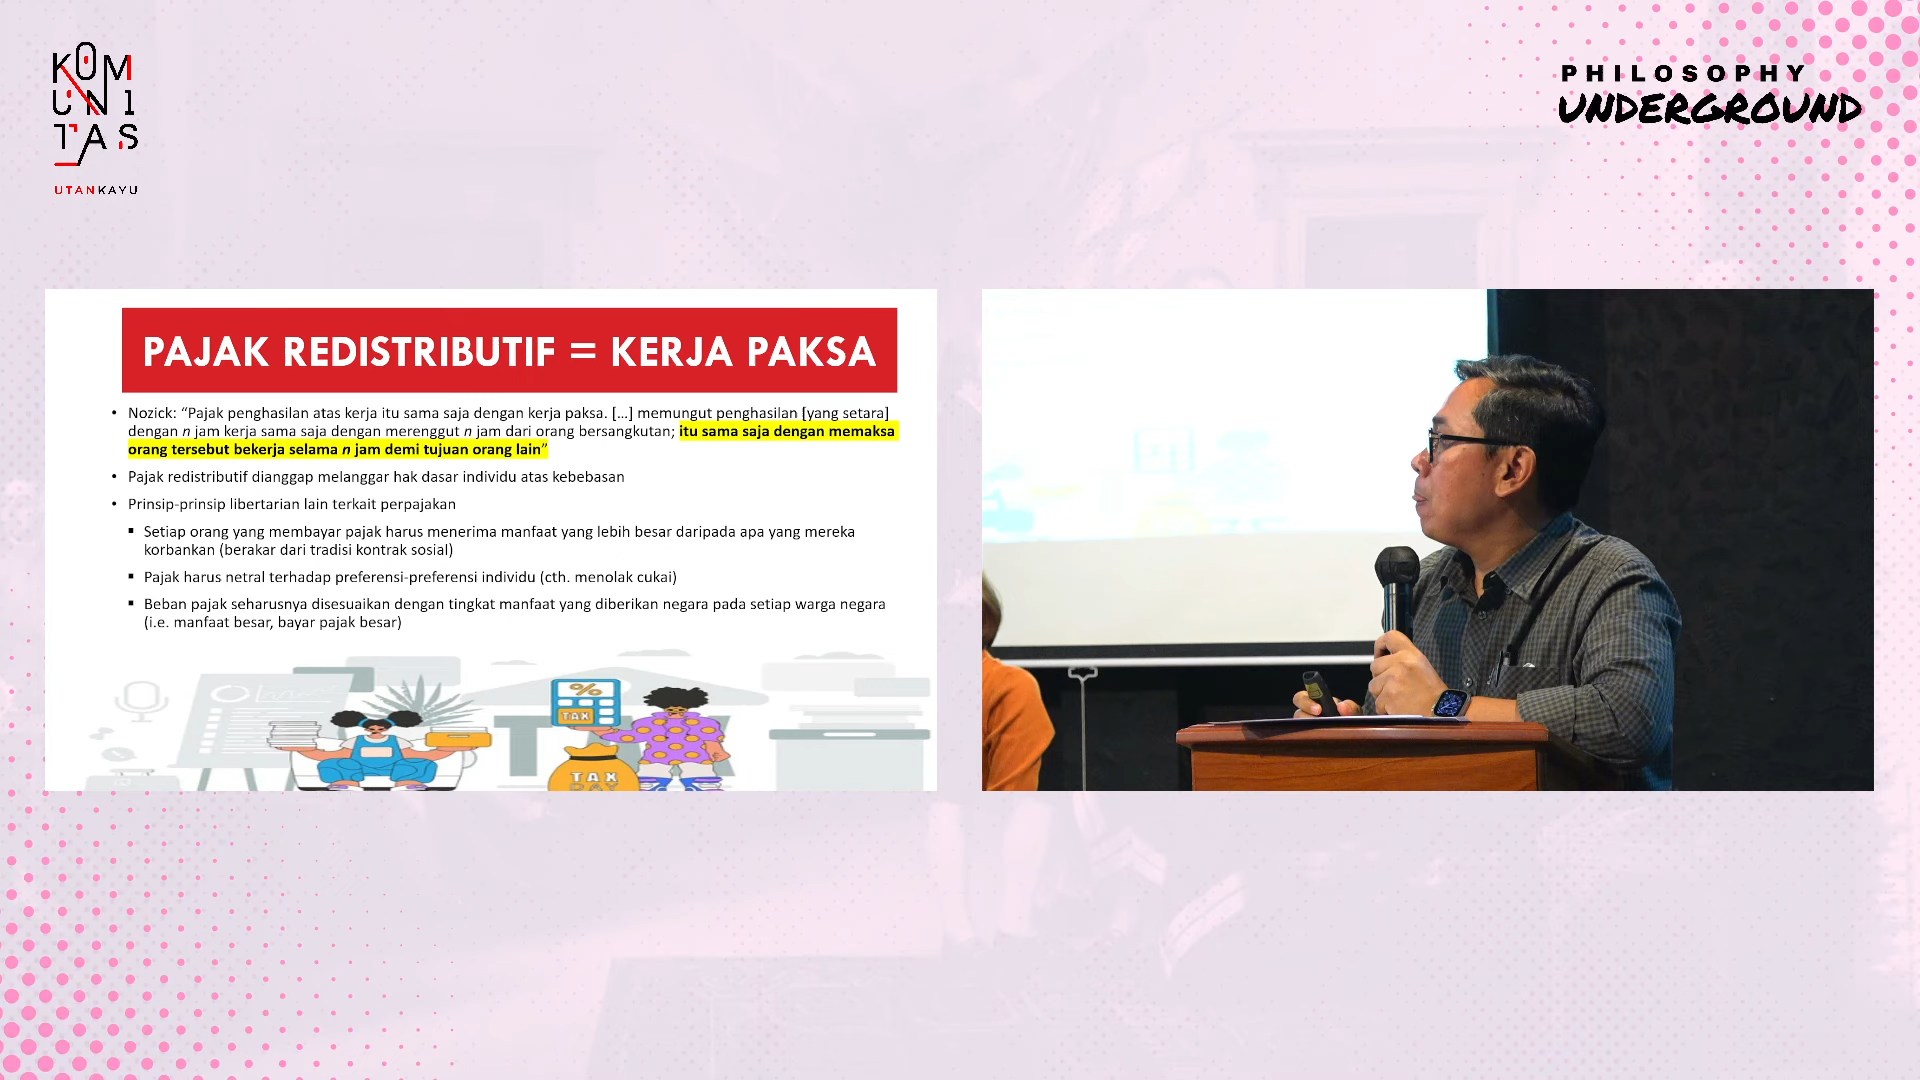 KOM
UNI
TAS
UTANKAYU
PHILOSOPHY
UNDERGROUND
PAJAK REDISTRIBUTIF = KERJA PAKSA
• Nozick: “Pajak penghasilan atas kerja itu sama saja dengan kerja paksa. [...] memungut penghasilan [yang setara]
dengan n jam kerja sama saja dengan merenggut n jam dari orang bersangkutan; itu sama saja dengan memaksa
orang tersebut bekerja selama n jam demi tujuan orang lain”
• Pajak redistributif dianggap melanggar hak dasar individu atas kebebasan
• Prinsip-prinsip libertarian lain terkait perpajakan
▪ Setiap orang yang membayar pajak harus menerima manfaat yang lebih besar daripada apa yang mereka
korbankan (berakar dari tradisi kontrak sosial)
▪ Pajak harus netral terhadap preferensi-preferensi individu (cth. menolak cukai)
▪ Beban pajak seharusnya disesuaikan dengan tingkat manfaat yang diberikan negara pada setiap warga negara
(i.e. manfaat besar, bayar pajak besar)
%
TAX
TAX